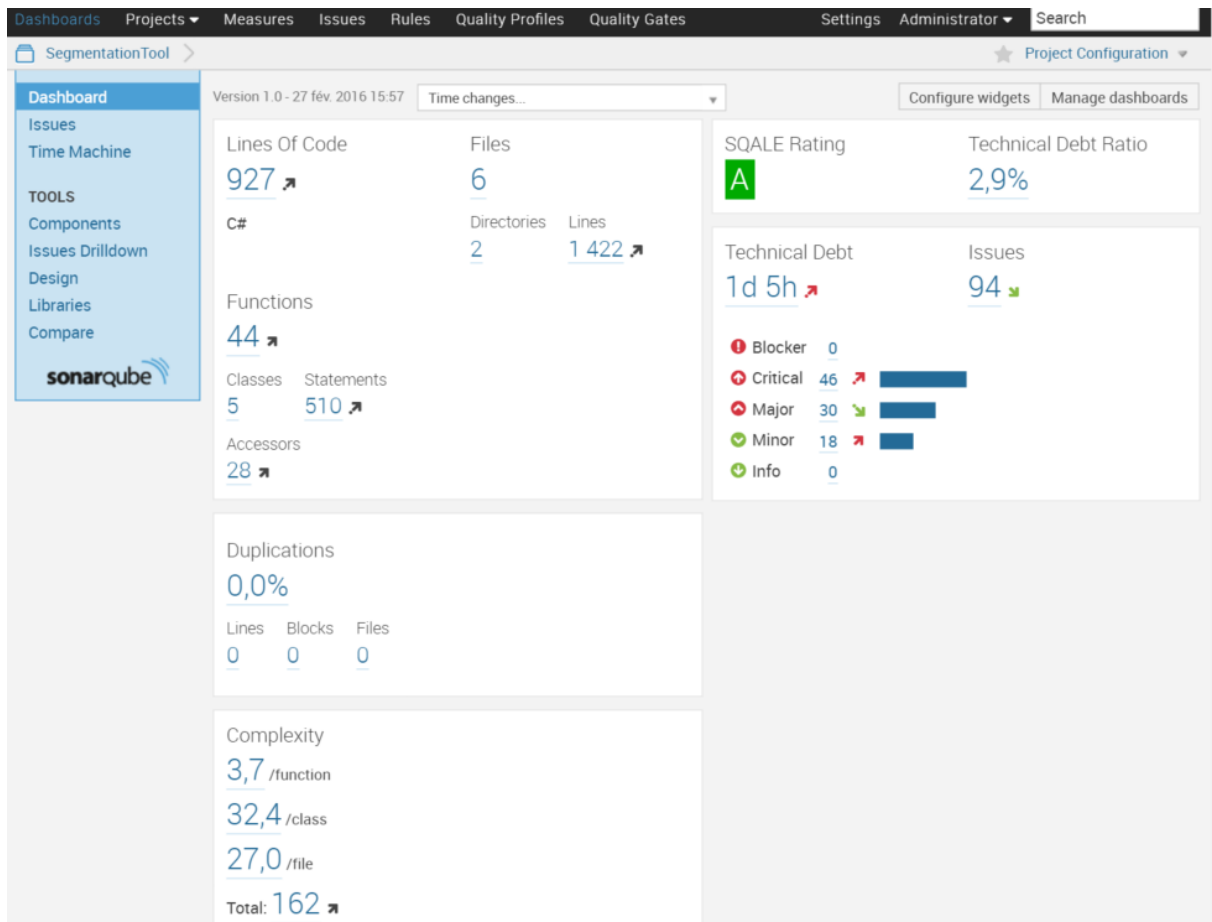 Dashboards Projects Measures Issues Rules Quality Profiles Quality Gates Settings Administrator Search
SegmentationTool Project Configuration
Dashboard
Issues
Time Machine
TOOLS
Components
Issues Drilldown
Design
Libraries
Compare
sonarqube
Version 1.0 - 27 fév. 2016 15:57 Time changes... Configure widgets Manage dashboards
Lines Of Code Files
927 6
C# Directories Lines
2 1 422
Functions
44
Classes Statements
5 510
Accessors
28
Duplications
0,0%
Lines Blocks Files
0 0 0
Complexity
3,7 /function
32,4 /class
27,0 /file
Total: 162
SQALE Rating Technical Debt Ratio
A 2,9%
Technical Debt Issues
1d 5h 94
Blocker 0
Critical 46
Major 30
Minor 18
Info 0